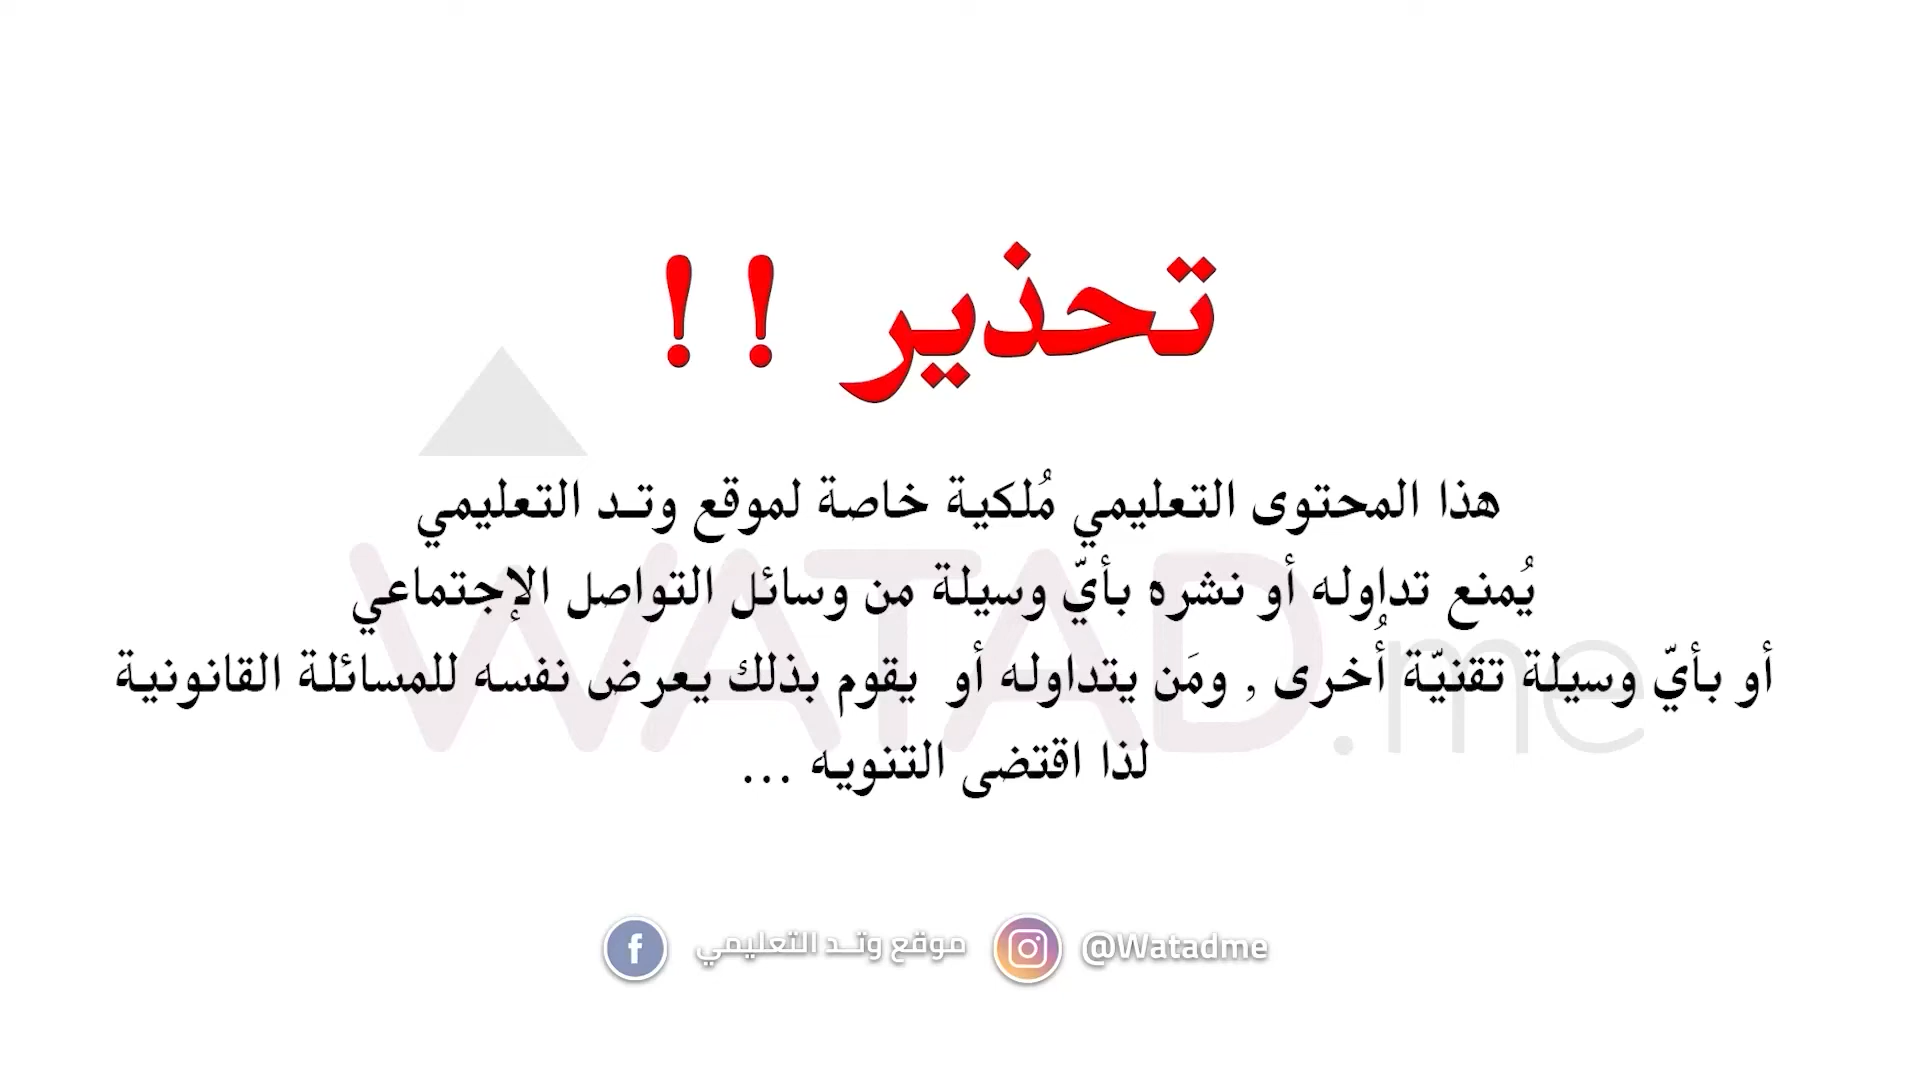 تحذير ! !
هذا المحتوى التعليمي مُلكية خاصة لموقع وتـد التعليمي
يُمنع تداوله أو نشره بأيّ وسيلة من وسائل التواصل الإجتماعي
أو بأيّ وسيلة تقنيّة أُخرى , ومَن يتداوله أو يقوم بذلك يعرض نفسه للمسائلة القانونية
لذا اقتضى التنويه ...
WATAD.me
موقع وتـد التعليمي @Watadme